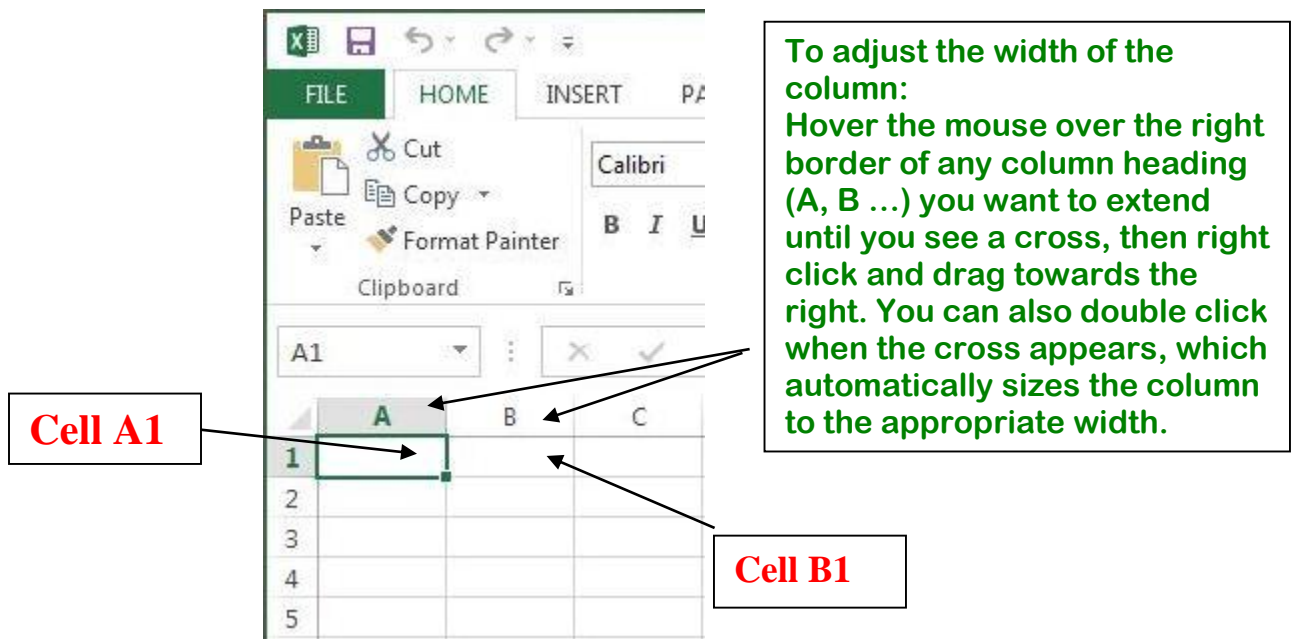 FILE HOME INSERT PA
Cut
Copy
Paste
Format Painter
Clipboard
Calibri
B I U
A1
A B C
1
2
3
4
5
To adjust the width of the
column:
Hover the mouse over the right
border of any column heading
(A, B …) you want to extend
until you see a cross, then right
click and drag towards the
right. You can also double click
when the cross appears, which
automatically sizes the column
to the appropriate width.
Cell A1
Cell B1